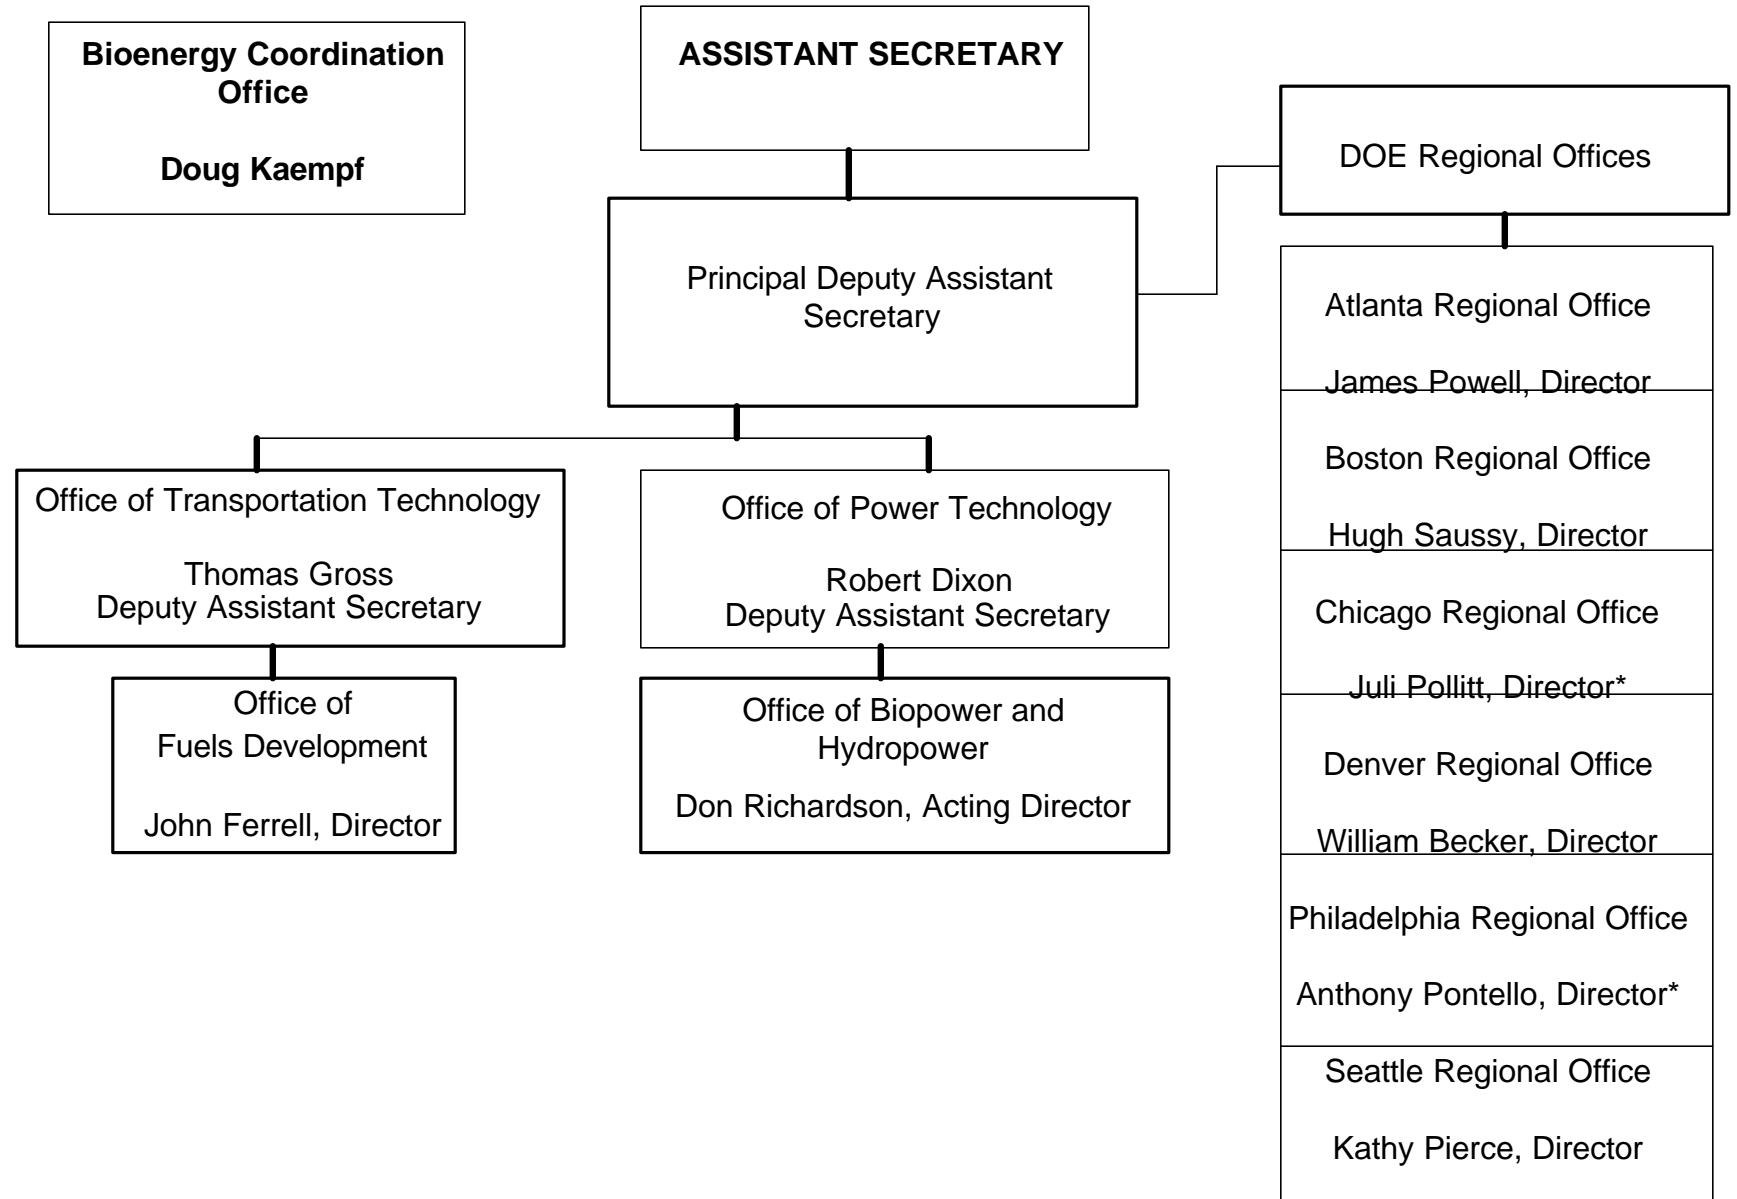 Bioenergy Coordination
Office
Doug Kaempf
ASSISTANT SECRETARY
DOE Regional Offices
Principal Deputy Assistant
Secretary
Office of Transportation Technology
Thomas Gross
Deputy Assistant Secretary
Office of Power Technology
Robert Dixon
Deputy Assistant Secretary
Office of
Fuels Development
John Ferrell, Director
Office of Biopower and
Hydropower
Don Richardson, Acting Director
Atlanta Regional Office
James Powell, Director
Boston Regional Office
Hugh Saussy, Director
Chicago Regional Office
Juli Pollitt, Director*
Denver Regional Office
William Becker, Director
Philadelphia Regional Office
Anthony Pontello, Director*
Seattle Regional Office
Kathy Pierce, Director